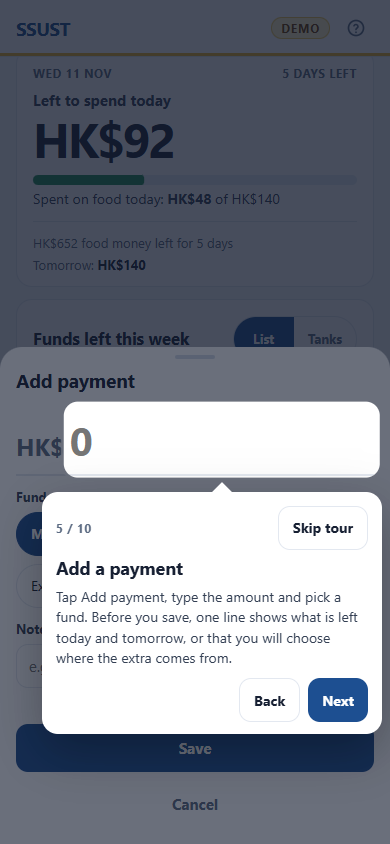 SSUST
DEMO
?
WED 11 NOV
5 DAYS LEFT
Left to spend today
HK$92
Spent on food today: HK$48 of HK$140
HK$652 food money left for 5 days
Tomorrow: HK$140
Funds left this week
List
Tanks
Add payment
HK$
0
Fund
M
Ex
Note
e.g
5 / 10
Skip tour
Add a payment
Tap Add payment, type the amount and pick a
fund. Before you save, one line shows what is left
today and tomorrow, or that you will choose
where the extra comes from.
Back
Next
Save
Cancel